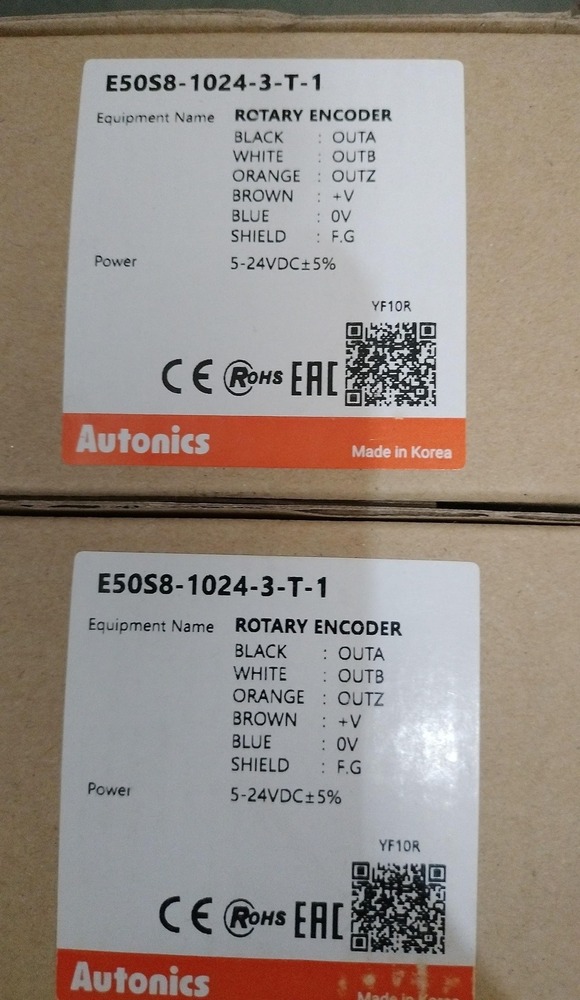 E50S8-1024-3-T-1
Equipment Name ROTARY ENCODER
BLACK : OUTA
WHITE : OUTB
ORANGE : OUTZ
BROWN : +V
BLUE : 0V
SHIELD : F.G
Power 5-24VDC±5%
YF10R
CE RoHS EAC
Autonics Made in Korea
E50S8-1024-3-T-1
Equipment Name ROTARY ENCODER
BLACK : OUTA
WHITE : OUTB
ORANGE : OUTZ
BROWN : +V
BLUE : 0V
SHIELD : F.G
Power 5-24VDC±5%
YF10R
CE RoHS EAC
Autonics Made in Korea